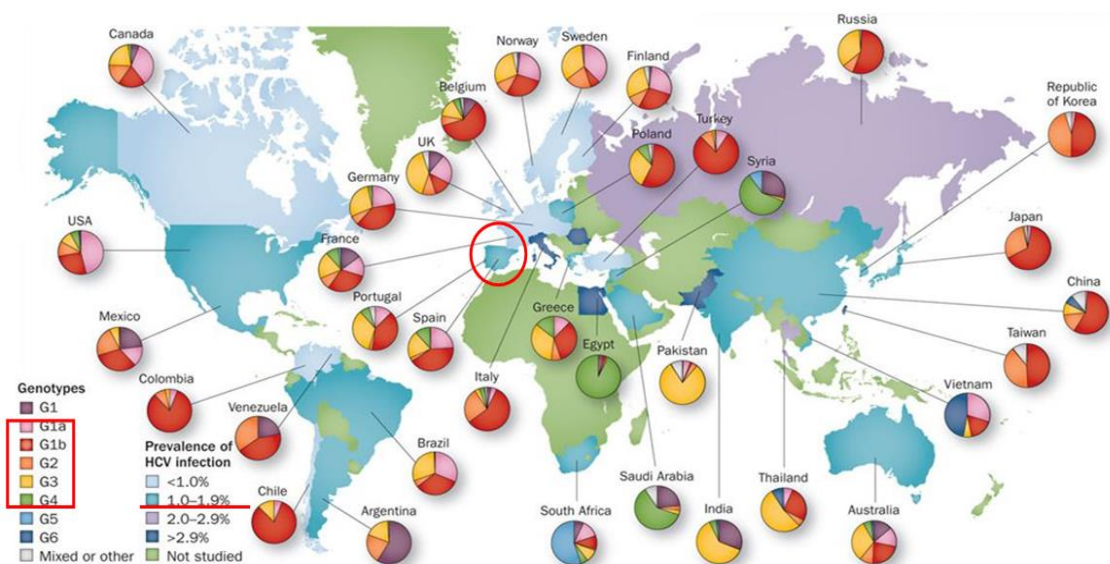 Canada
Norway
Sweden
Finland
Russia
Belgium
Republic
of Korea
UK
Poland
Turkey
Syria
Germany
USA
France
Japan
China
Portugal
Spain
Greece
Egypt
Pakistan
Taiwan
Mexico
Italy
Vietnam
Colombia
Venezuela
Brazil
Saudi Arabia
Thailand
Chile
Argentina
South Africa
India
Australia
Genotypes
G1
G1a
G1b
G2
G3
G4
G5
G6
Mixed or other
Prevalence of
HCV infection
<1.0%
1.0–1.9%
2.0–2.9%
>2.9%
Not studied